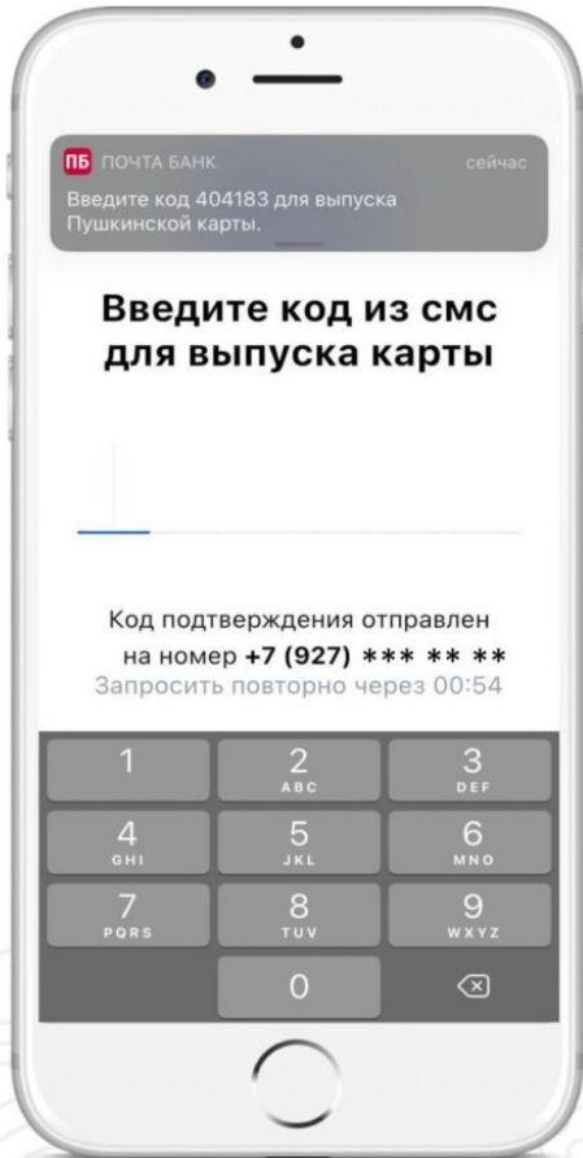 ПБ ПОЧТА БАНК сейчас
Введите код 404183 для выпуска
Пушкинской карты.
Введите код из смс
для выпуска карты
Код подтверждения отправлен
на номер +7 (927) *** ** **
Запросить повторно через 00:54
1 2 3
ABC DEF
4 5 6
GHI JKL MNO
7 8 9
PQRS TUV WXYZ
0